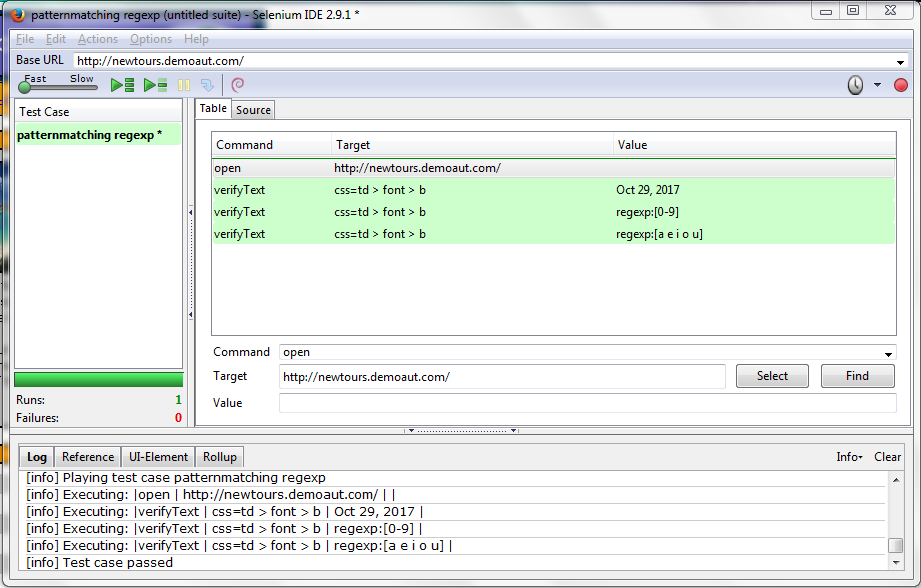 patternmatching regexp (untitled suite) - Selenium IDE 2.9.1 *
File Edit Actions Options Help
Base URL http://newtours.demoaut.com/
Fast Slow
Test Case
patternmatching regexp *
Runs: 1
Failures: 0
Table Source
Command Target Value
open http://newtours.demoaut.com/
verifyText css=td > font > b Oct 29, 2017
verifyText css=td > font > b regexp:[0-9]
verifyText css=td > font > b regexp:[a e i o u]
Command open
Target http://newtours.demoaut.com/ Select Find
Value
Log Reference UI-Element Rollup Info Clear
[info] Playing test case patternmatching regexp
[info] Executing: |open | http://newtours.demoaut.com/ | |
[info] Executing: |verifyText | css=td > font > b | Oct 29, 2017 |
[info] Executing: |verifyText | css=td > font > b | regexp:[0-9] |
[info] Executing: |verifyText | css=td > font > b | regexp:[a e i o u] |
[info] Test case passed